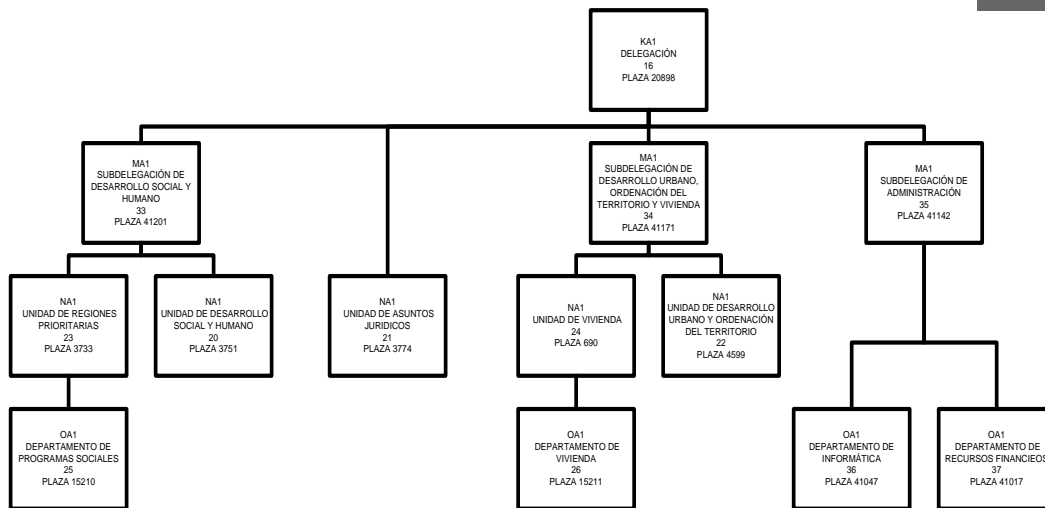 KA1
DELEGACIÓN
16
PLAZA 20898
MA1
SUBDELEGACIÓN DE
DESARROLLO SOCIAL Y
HUMANO
33
PLAZA 41201
MA1
SUBDELEGACIÓN DE
DESARROLLO URBANO,
ORDENACIÓN DEL
TERRITORIO Y VIVIENDA
34
PLAZA 41171
MA1
SUBDELEGACIÓN DE
ADMINISTRACIÓN
35
PLAZA 41142
NA1
UNIDAD DE REGIONES
PRIORITARIAS
23
PLAZA 3733
NA1
UNIDAD DE DESARROLLO
SOCIAL Y HUMANO
20
PLAZA 3751
NA1
UNIDAD DE ASUNTOS
JURIDICOS
21
PLAZA 3774
NA1
UNIDAD DE VIVIENDA
24
PLAZA 690
NA1
UNIDAD DE DESARROLLO
URBANO Y ORDENACIÓN
DEL TERRITORIO
22
PLAZA 4599
OA1
DEPARTAMENTO DE
PROGRAMAS SOCIALES
25
PLAZA 15210
OA1
DEPARTAMENTO DE
VIVIENDA
26
PLAZA 15211
OA1
DEPARTAMENTO DE
INFORMÁTICA
36
PLAZA 41047
OA1
DEPARTAMENTO DE
RECURSOS FINANCIEOS
37
PLAZA 41017